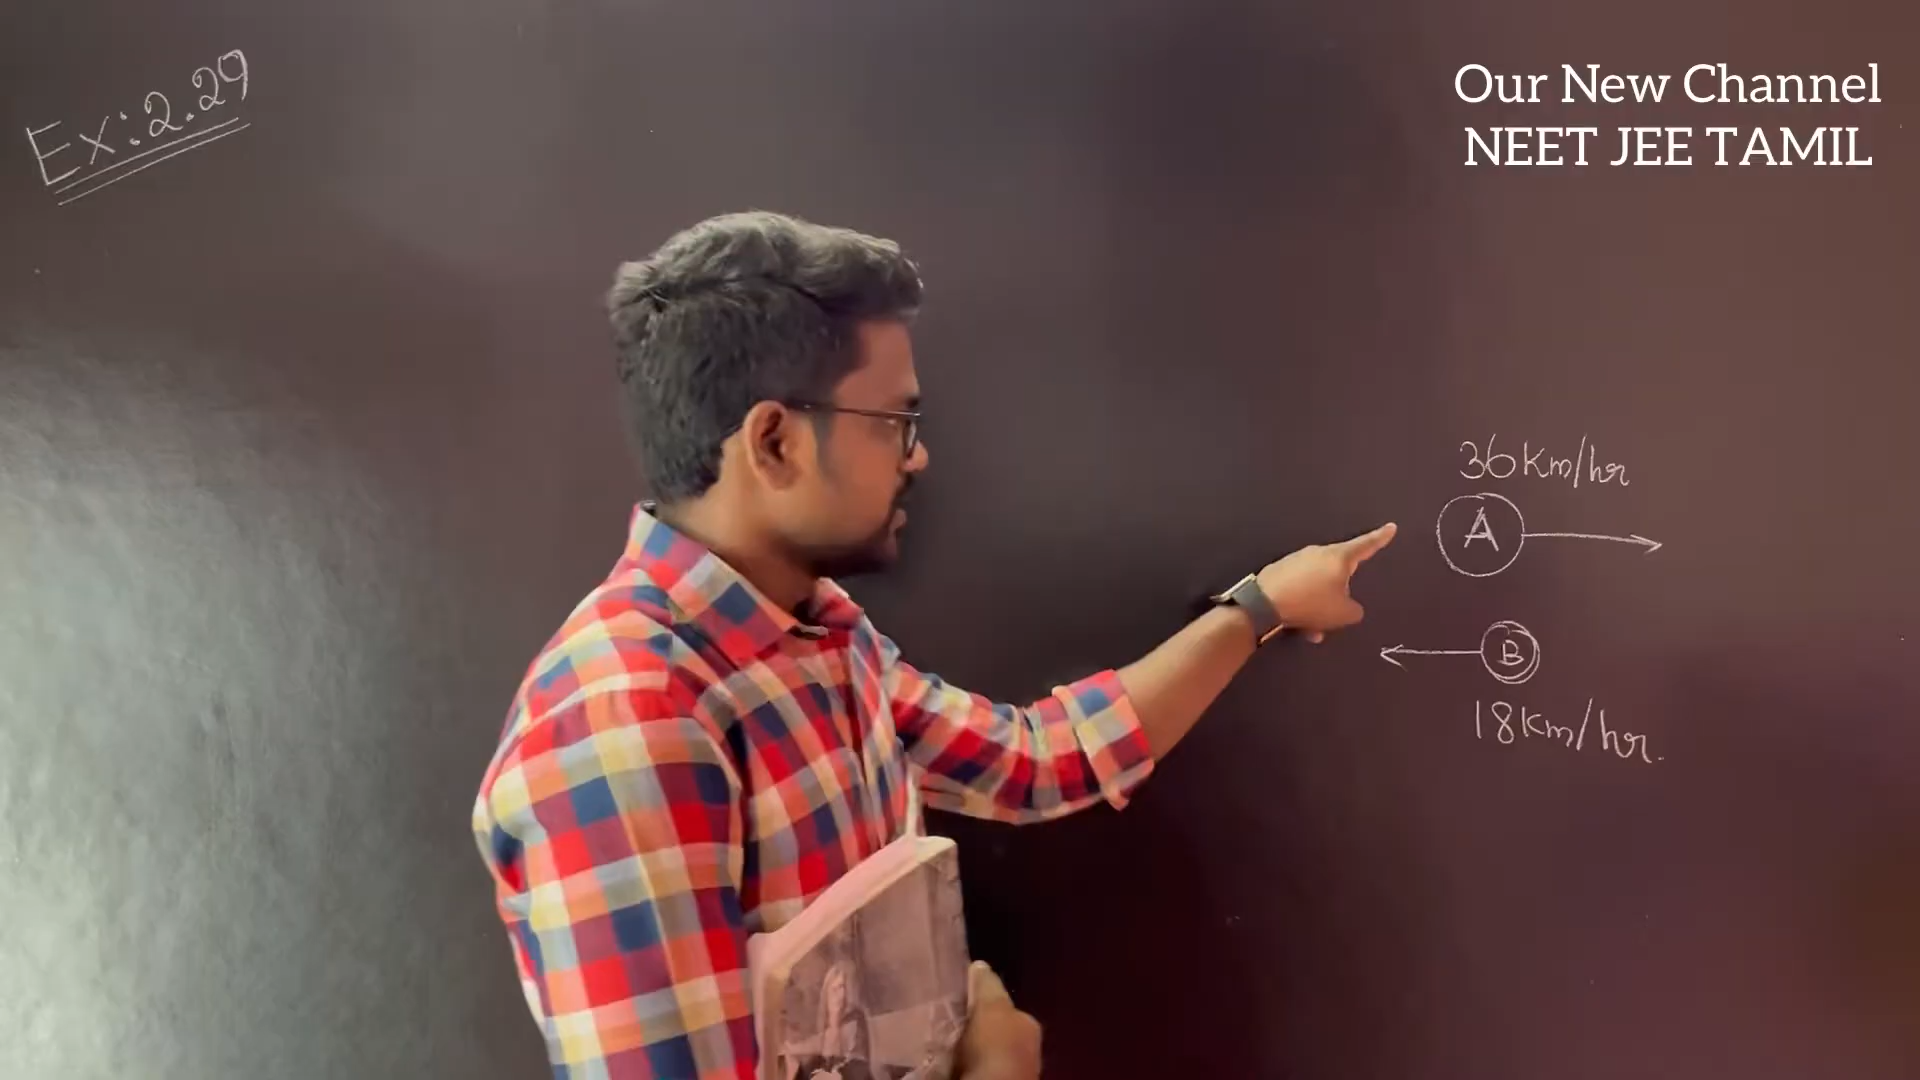 Ex:2.29
Our New Channel
NEET JEE TAMIL
36Km/hr
A
B
18Km/hr.